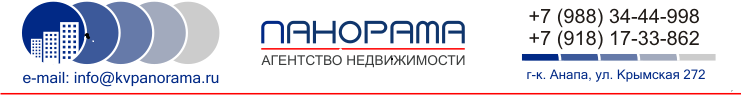 e-mail: info@kvpanorama.ru
ПАНОРАМА
АГЕНТСТВО НЕДВИЖИМОСТИ
+7 (988) 34-44-998
+7 (918) 17-33-862
г-к. Анапа, ул. Крымская 272